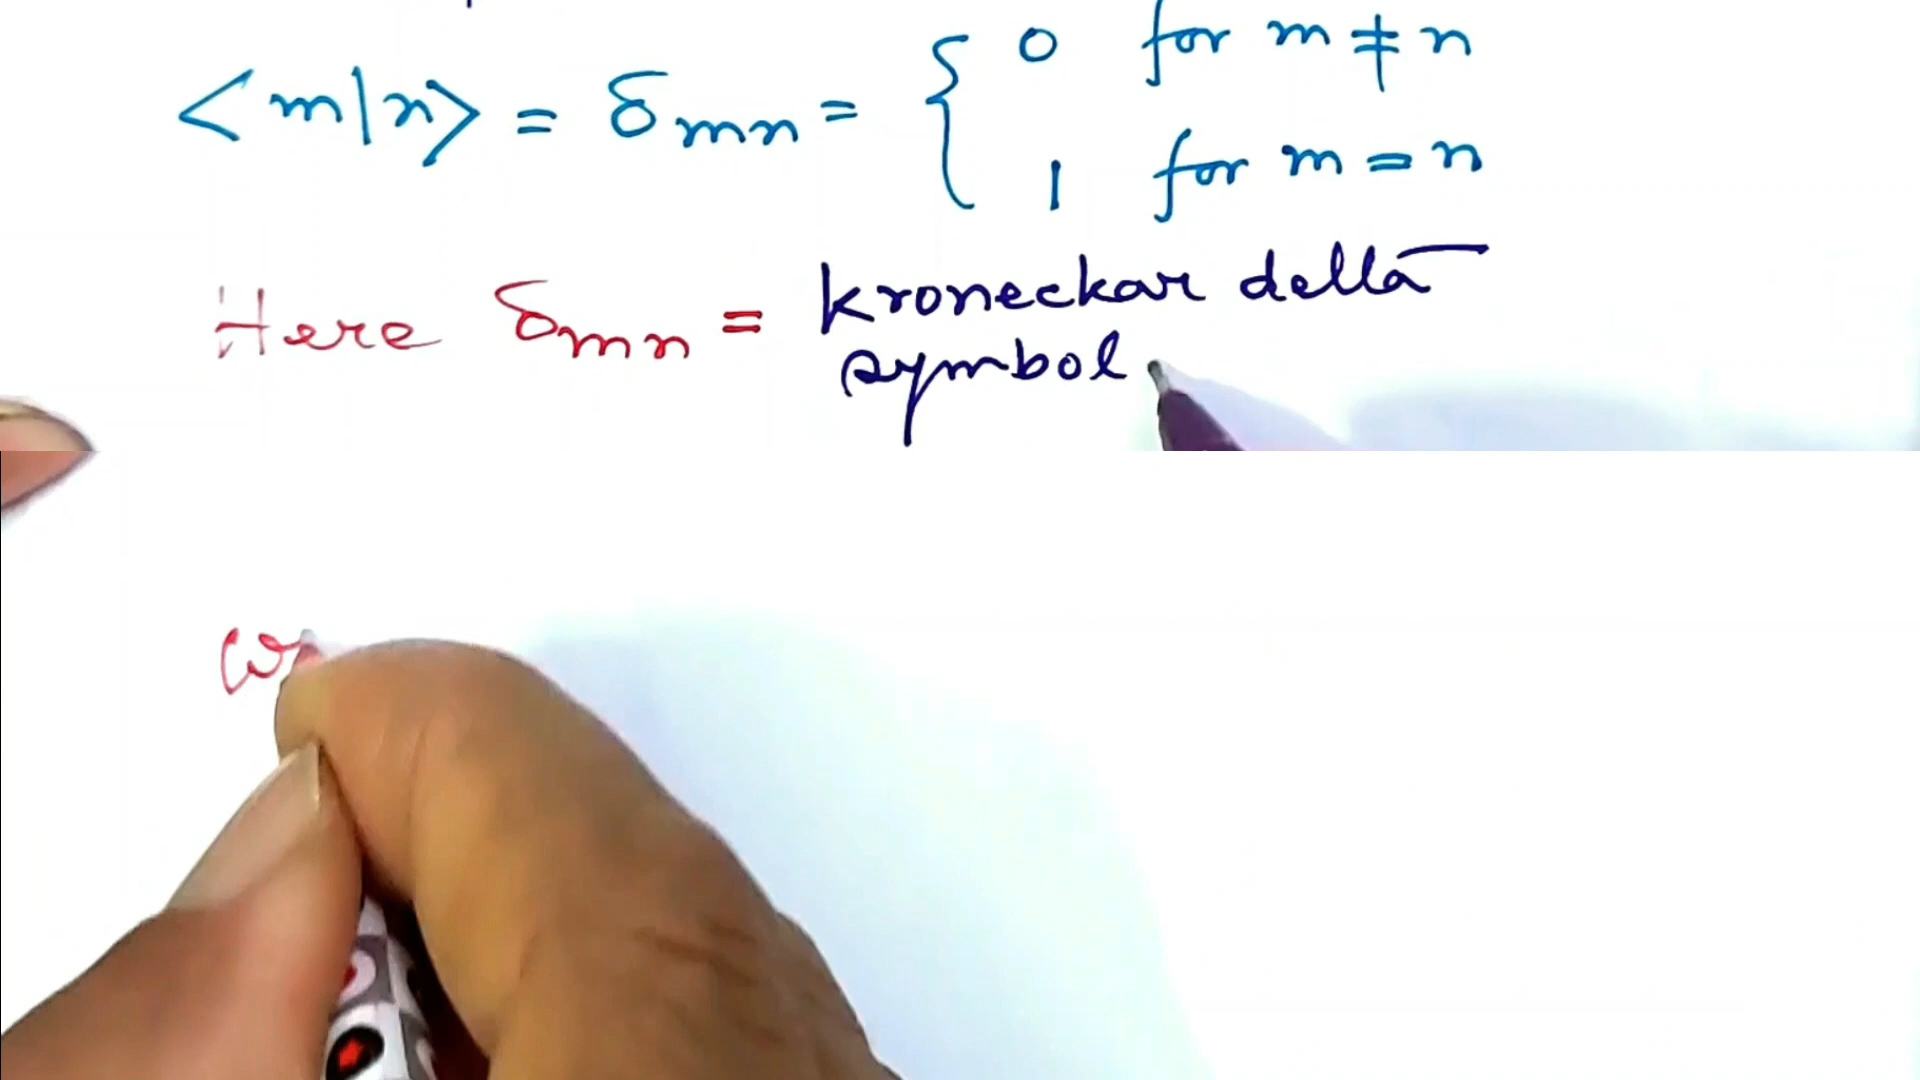 <m|n> = δmn = { 0 for m ≠ n
1 for m = n
Here δmn = Kroneckar delta
symbol